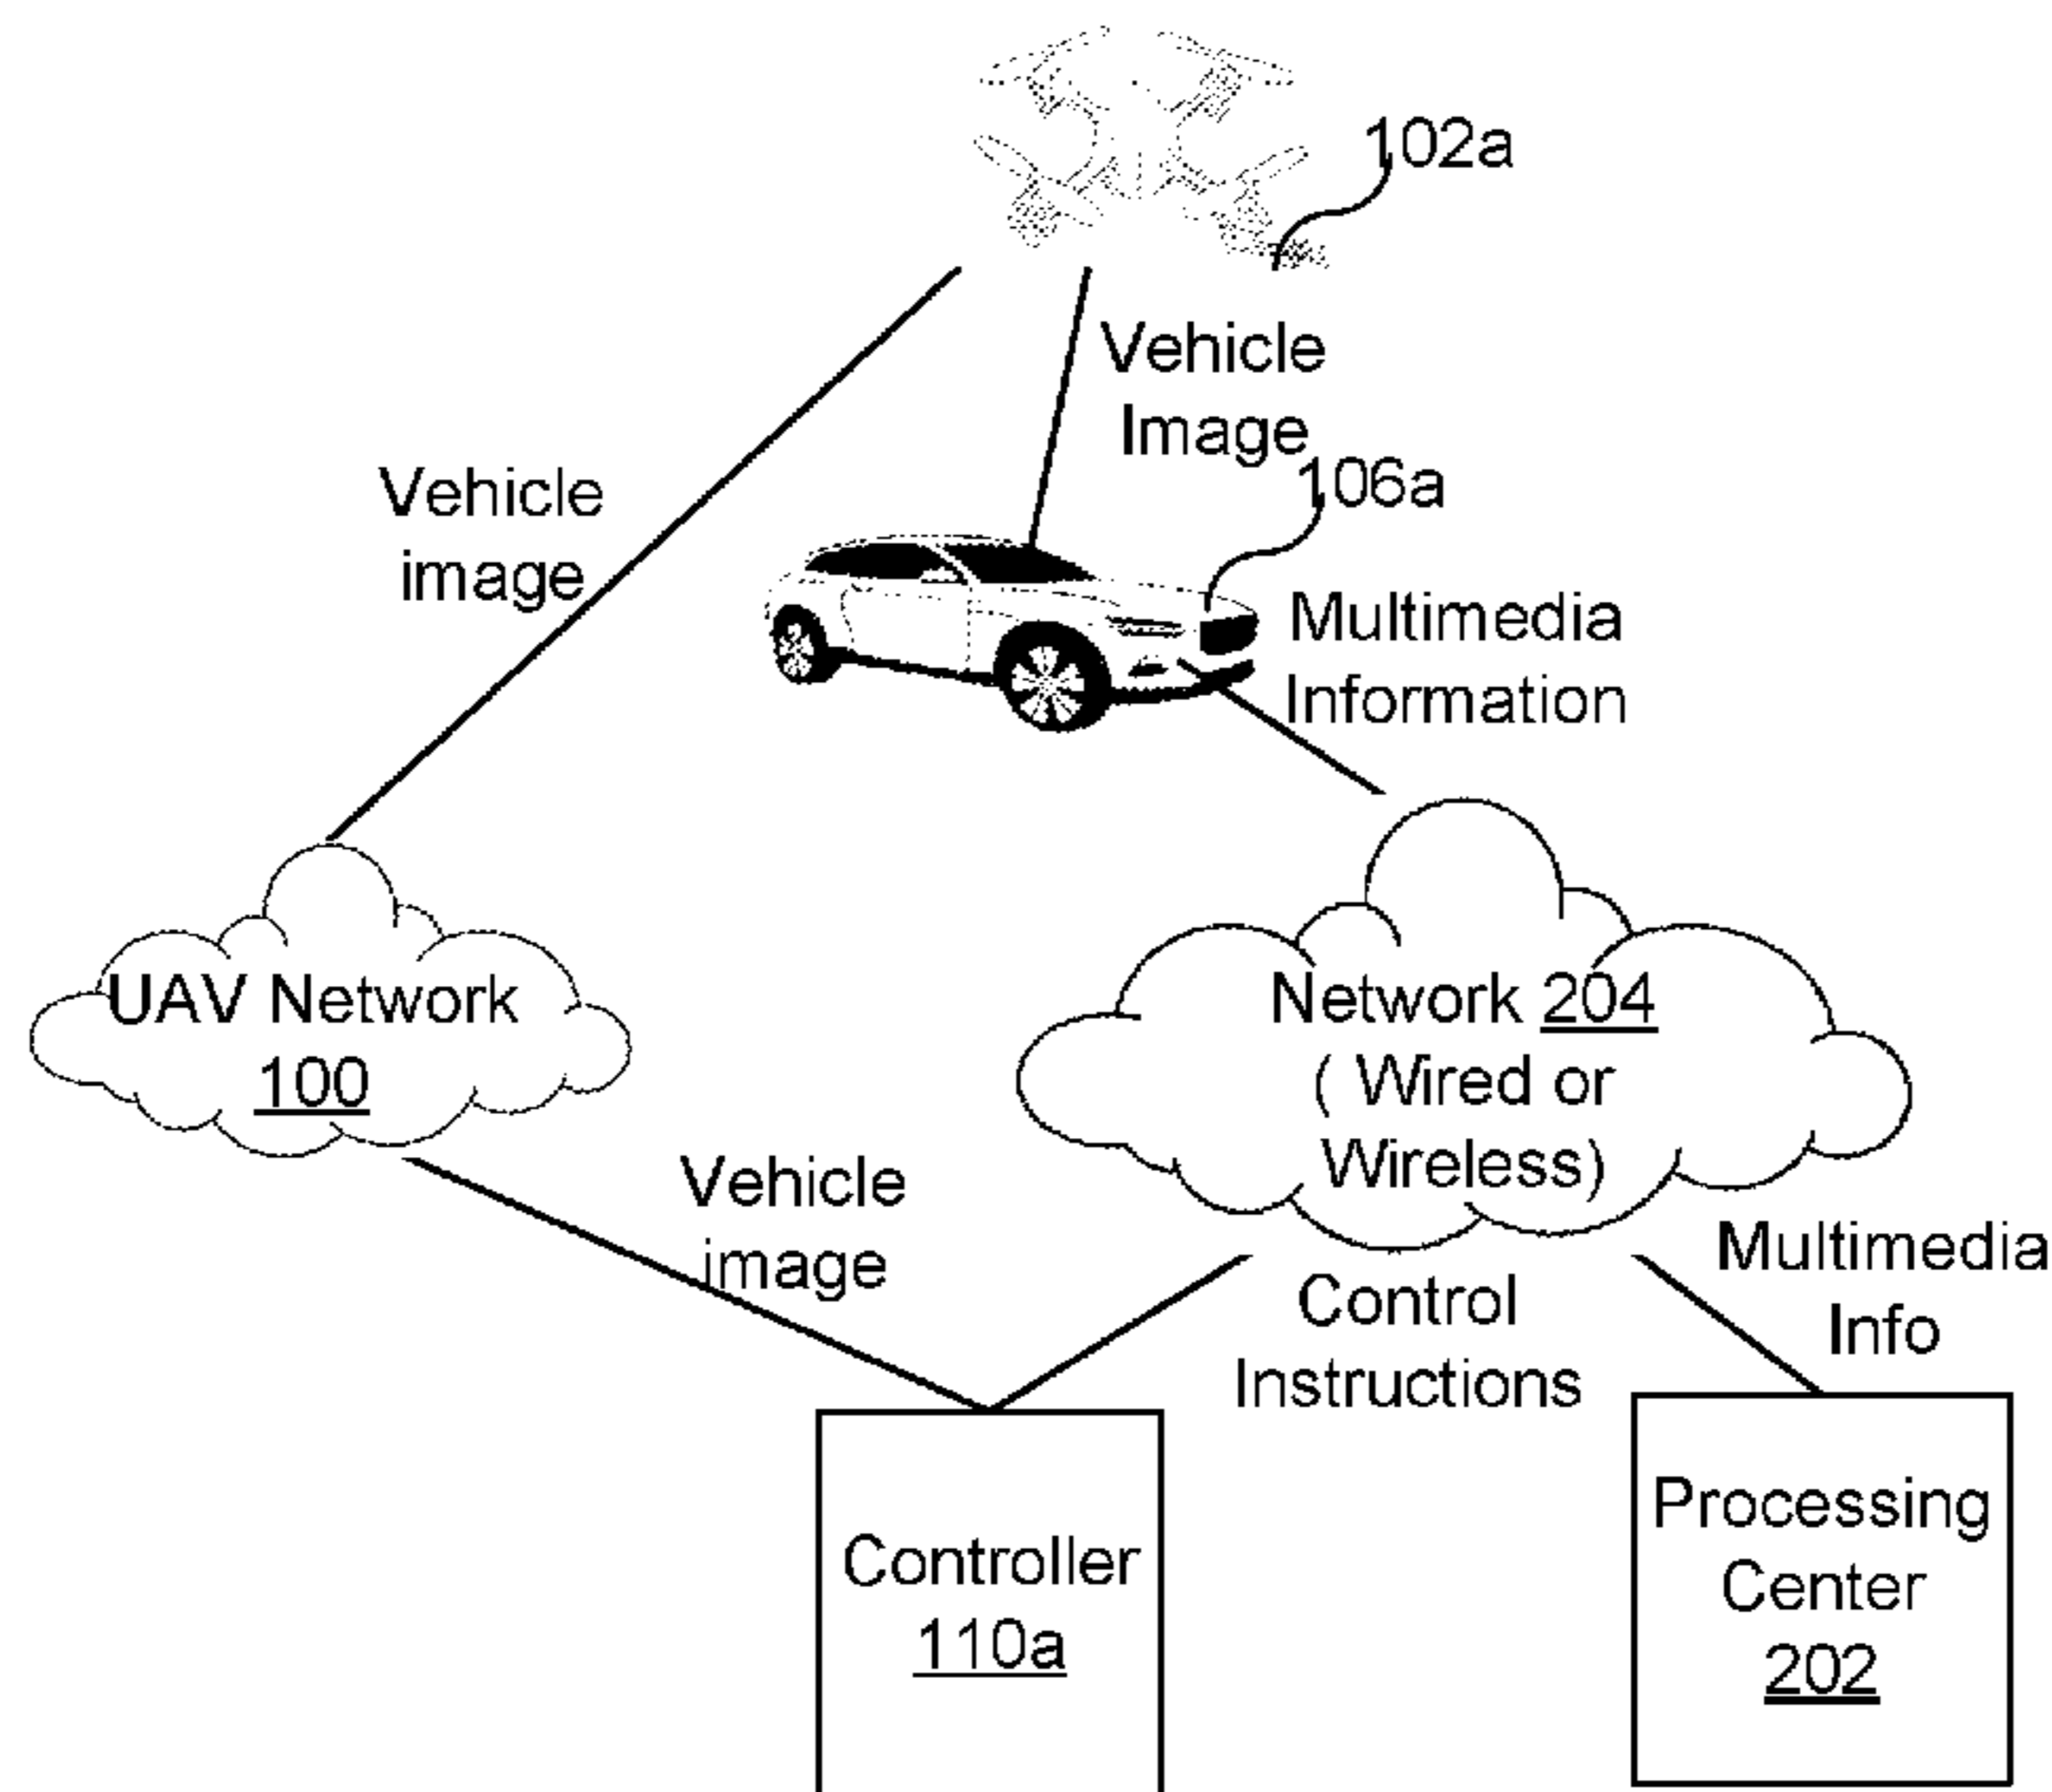 102a
Vehicle
Image
106a
Vehicle
image
Multimedia
Information
UAV Network
100
Network 204
( Wired or
Wireless)
Vehicle
image
Control
Instructions
Multimedia
Info
Controller
110a
Processing
Center
202